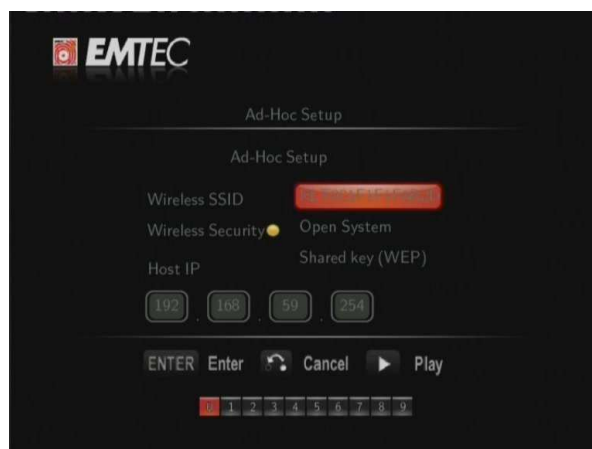 EMTEC
Ad-Hoc Setup
Ad-Hoc Setup
Wireless SSID
Wireless Security Open System
Shared key (WEP)
Host IP
192 . 168 . 59 . 254
ENTER Enter Cancel Play
0 1 2 3 4 5 6 7 8 9